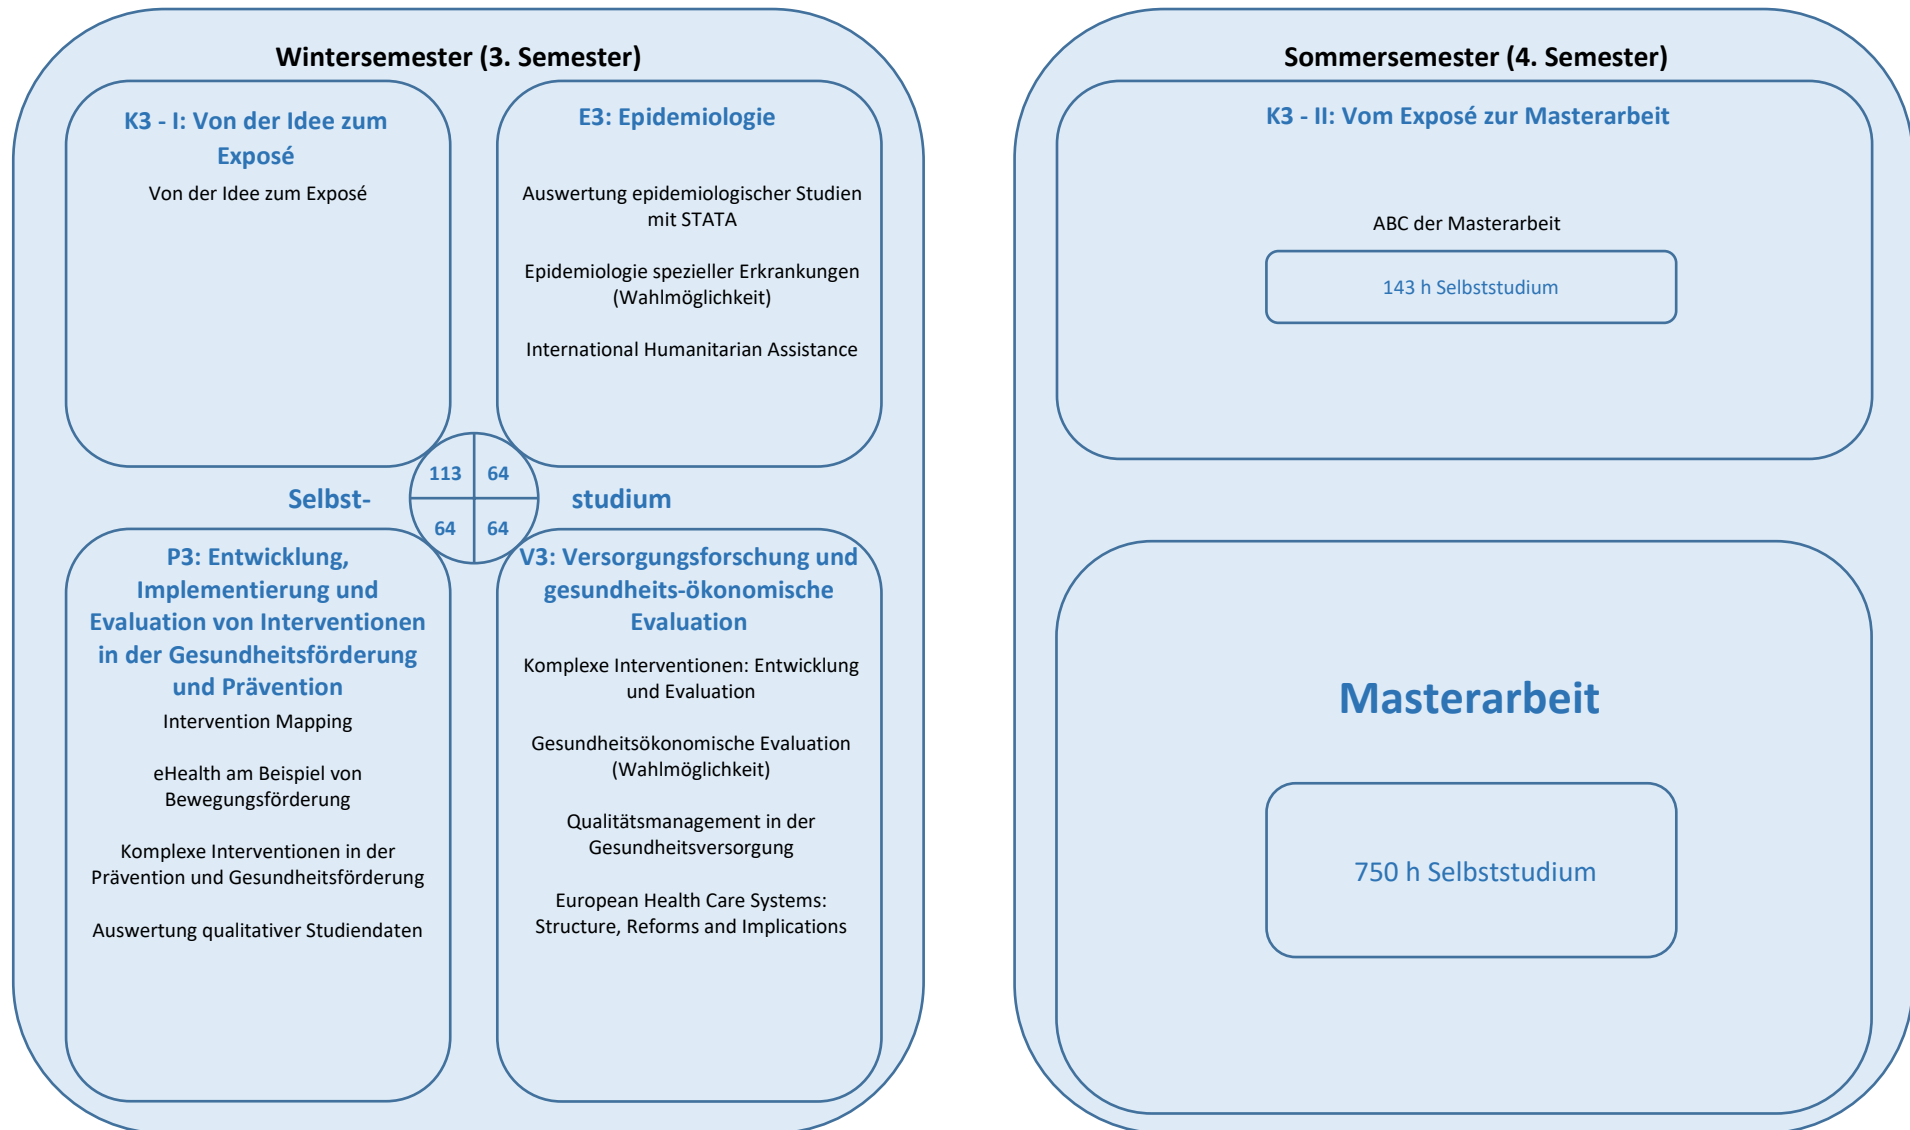 Wintersemester (3. Semester)
K3 - I: Von der Idee zum
Exposé
Von der Idee zum Exposé
E3: Epidemiologie
Auswertung epidemiologischer Studien
mit STATA
Epidemiologie spezieller Erkrankungen
(Wahlmöglichkeit)
International Humanitarian Assistance
113
64
Selbst-
studium
64
64
P3: Entwicklung,
Implementierung und
Evaluation von Interventionen
in der Gesundheitsförderung
und Prävention
Intervention Mapping
eHealth am Beispiel von
Bewegungsförderung
Komplexe Interventionen in der
Prävention und Gesundheitsförderung
Auswertung qualitativer Studiendaten
V3: Versorgungsforschung und
gesundheits-ökonomische
Evaluation
Komplexe Interventionen: Entwicklung
und Evaluation
Gesundheitsökonomische Evaluation
(Wahlmöglichkeit)
Qualitätsmanagement in der
Gesundheitsversorgung
European Health Care Systems:
Structure, Reforms and Implications
Sommersemester (4. Semester)
K3 - II: Vom Exposé zur Masterarbeit
ABC der Masterarbeit
143 h Selbststudium
Masterarbeit
750 h Selbststudium